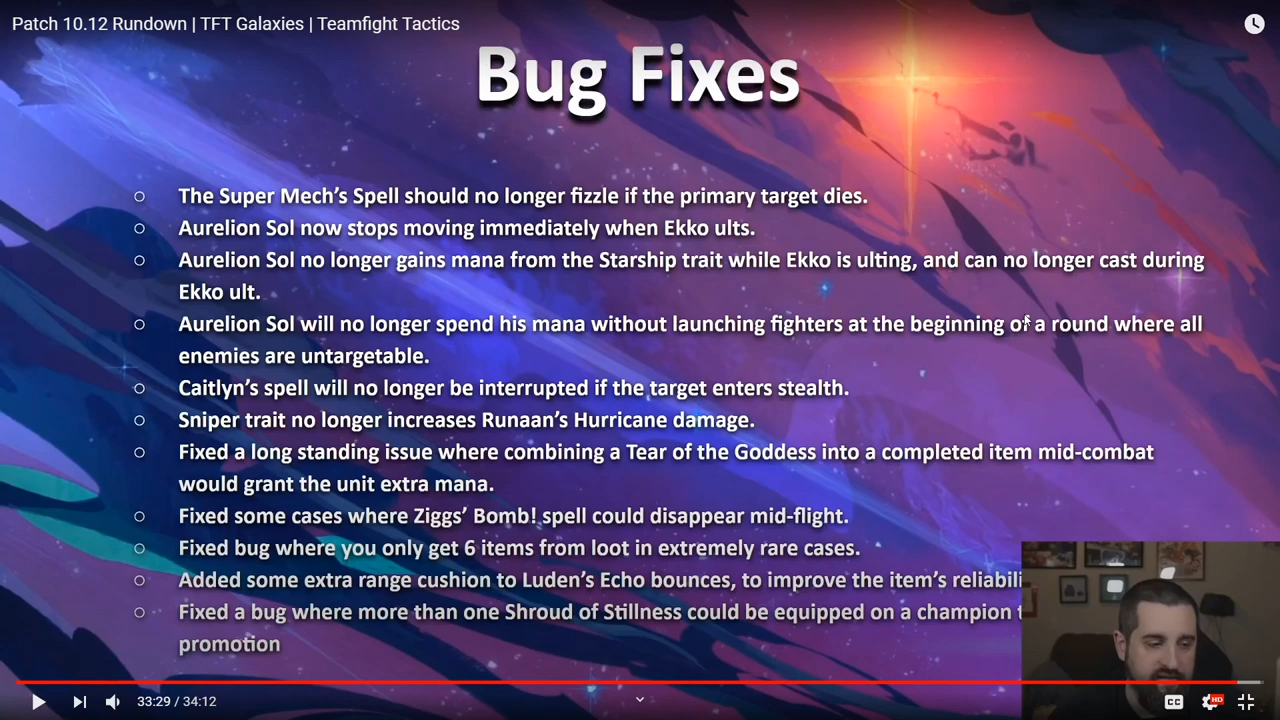 Patch 10.12 Rundown | TFT Galaxies | Teamfight Tactics
Bug Fixes
○ The Super Mech's Spell should no longer fizzle if the primary target dies.
○ Aurelion Sol now stops moving immediately when Ekko ults.
○ Aurelion Sol no longer gains mana from the Starship trait while Ekko is ulting, and can no longer cast during
Ekko ult.
○ Aurelion Sol will no longer spend his mana without launching fighters at the beginning of a round where all
enemies are untargetable.
○ Caitlyn's spell will no longer be interrupted if the target enters stealth.
○ Sniper trait no longer increases Runaan's Hurricane damage.
○ Fixed a long standing issue where combining a Tear of the Goddess into a completed item mid-combat
would grant the unit extra mana.
○ Fixed some cases where Ziggs' Bomb! spell could disappear mid-flight.
○ Fixed bug where you only get 6 items from loot in extremely rare cases.
○ Added some extra range cushion to Luden's Echo bounces, to improve the item's
○ Fixed a bug where more than one Shroud of Stillness could be equipped on a champion
promotion
33:29 / 34:12
CC
HD